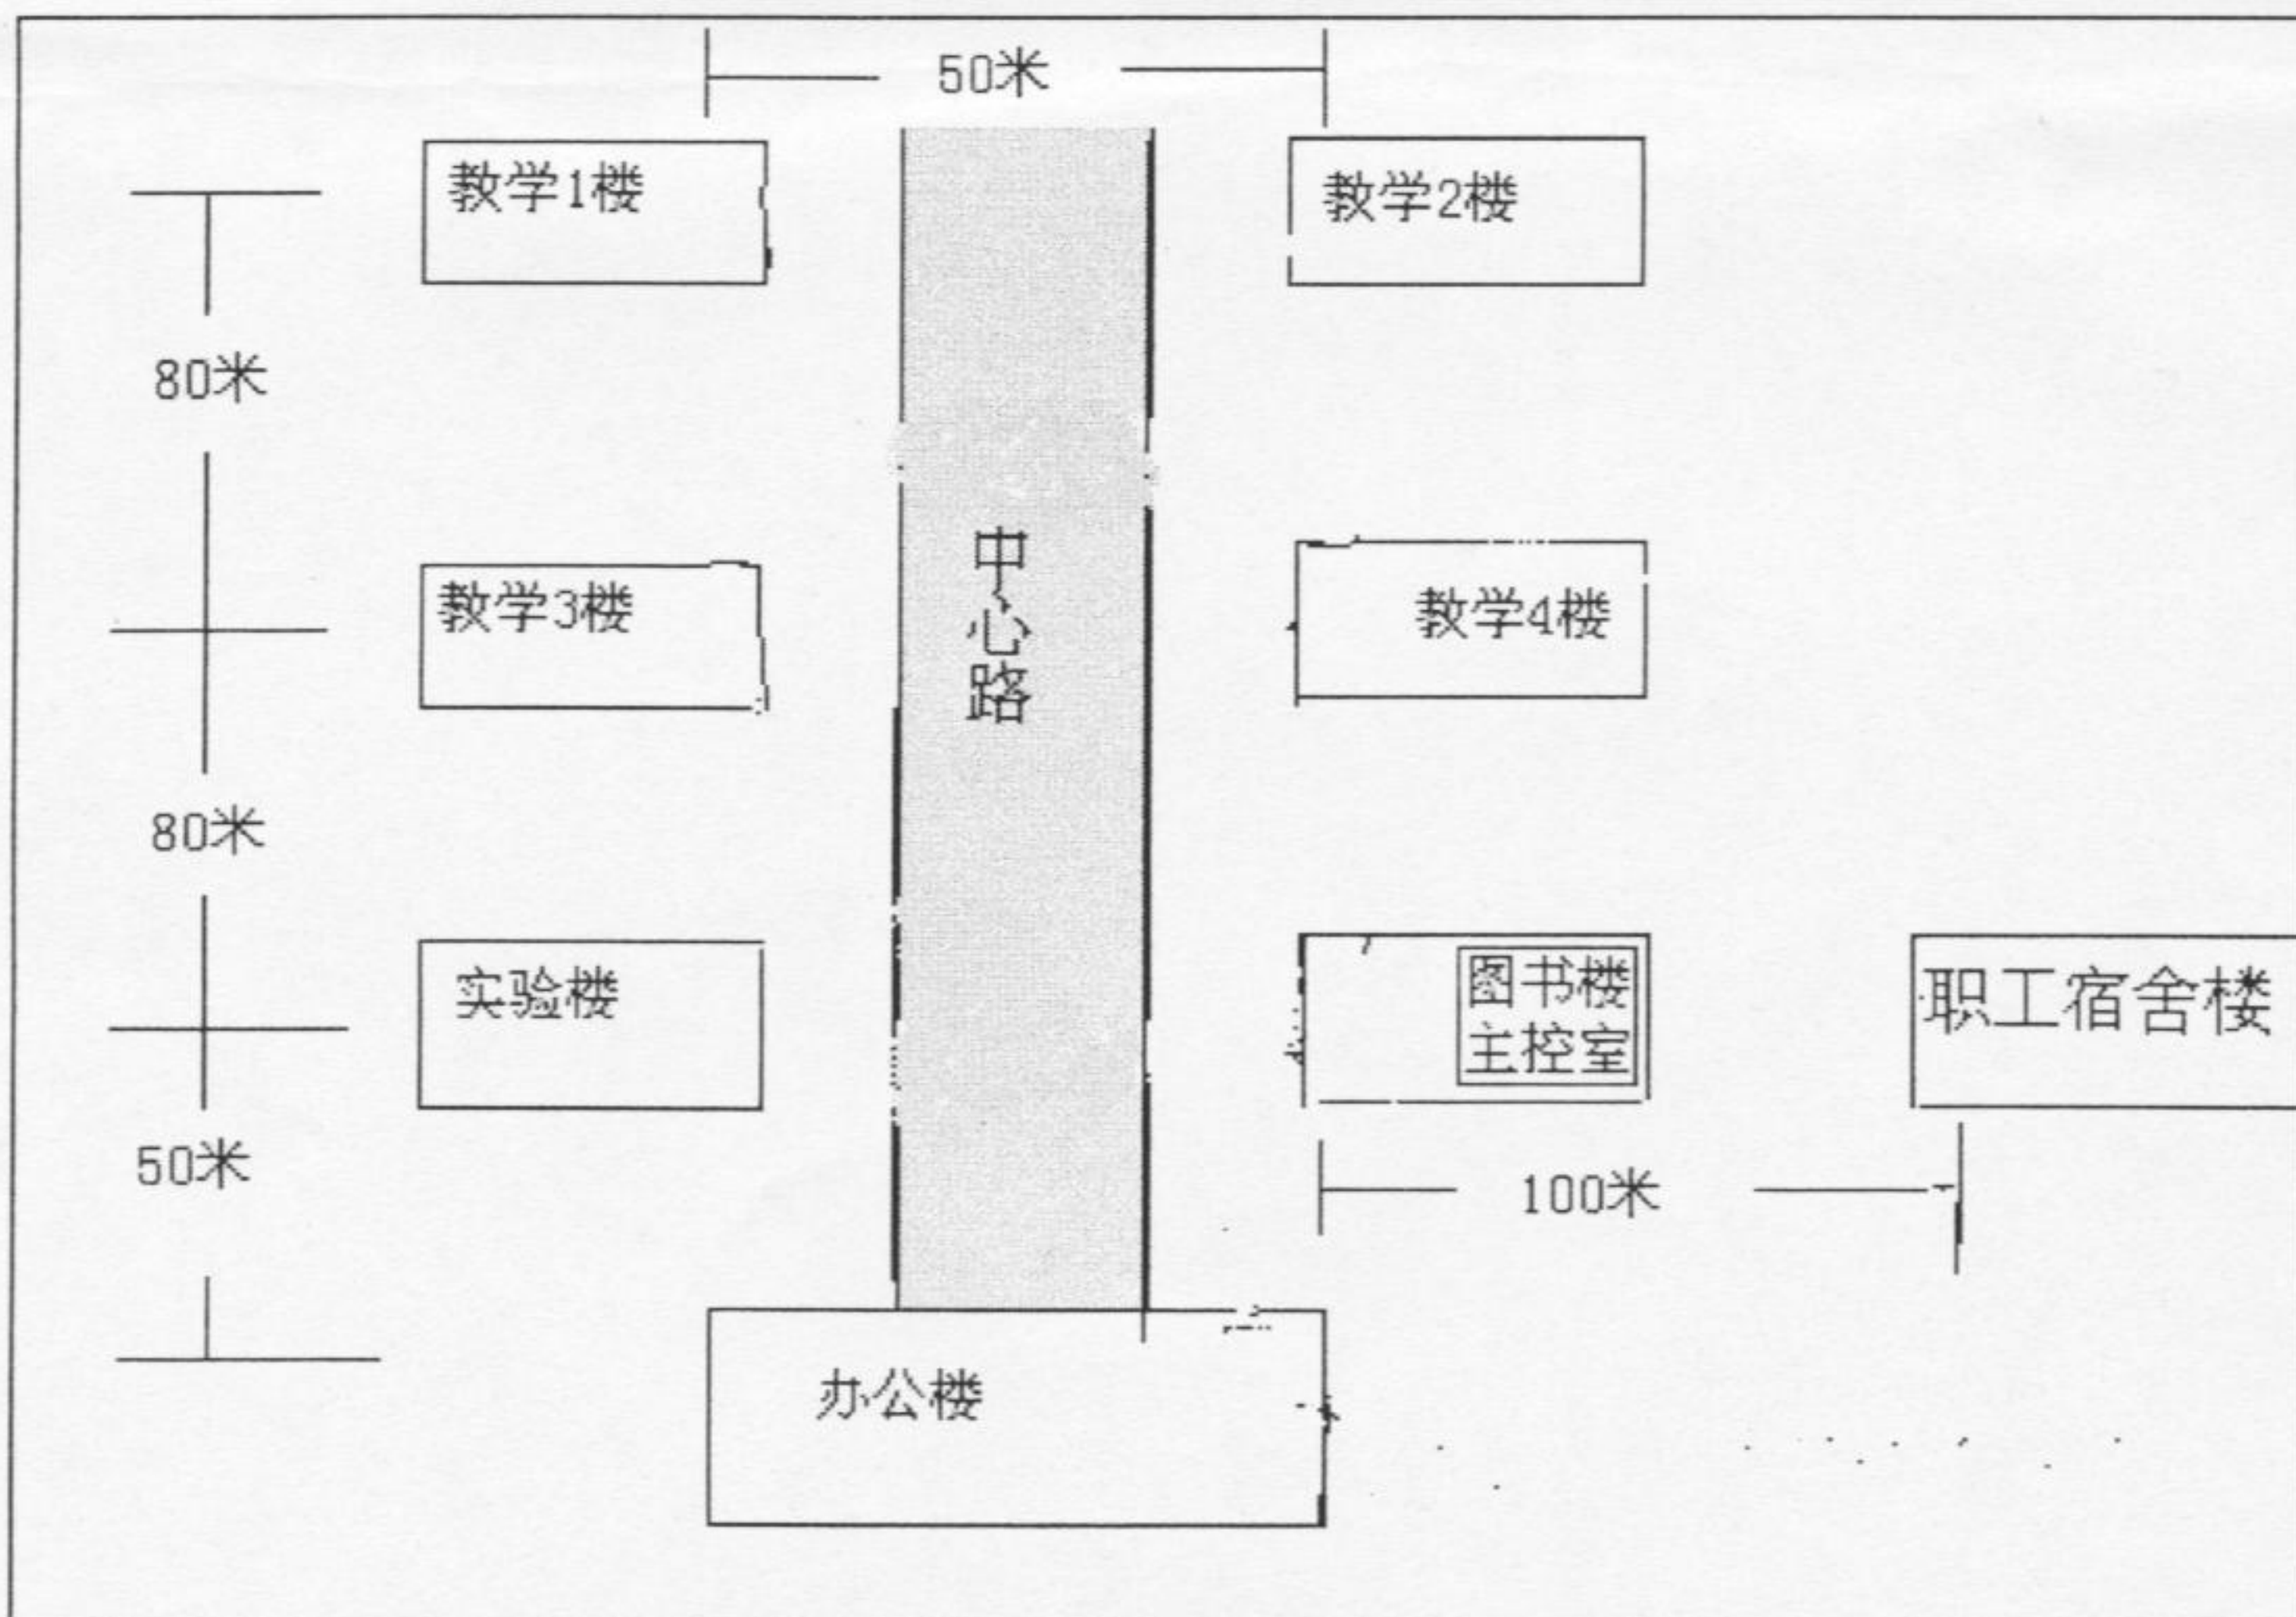 50米
教学1楼
教学2楼
80米
中心路
教学3楼
教学4楼
80米
实验楼
图书楼
主控室
职工宿舍楼
50米
100米
办公楼